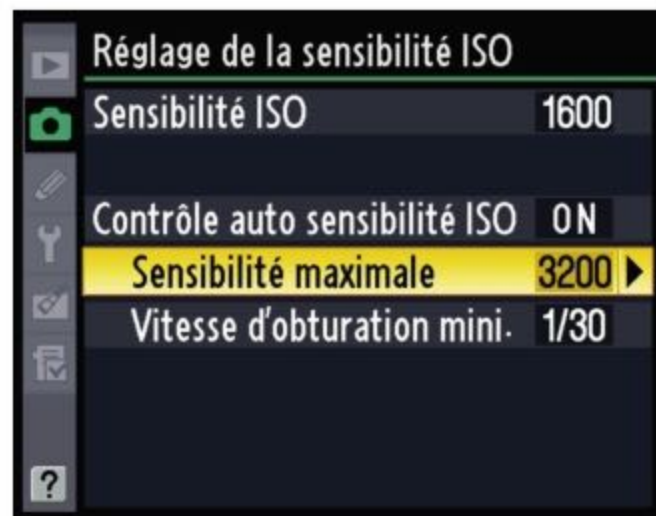 Réglage de la sensibilité ISO
Sensibilité ISO 1600
Contrôle auto sensibilité ISO ON
Sensibilité maximale 3200
Vitesse d'obturation mini. 1/30
?